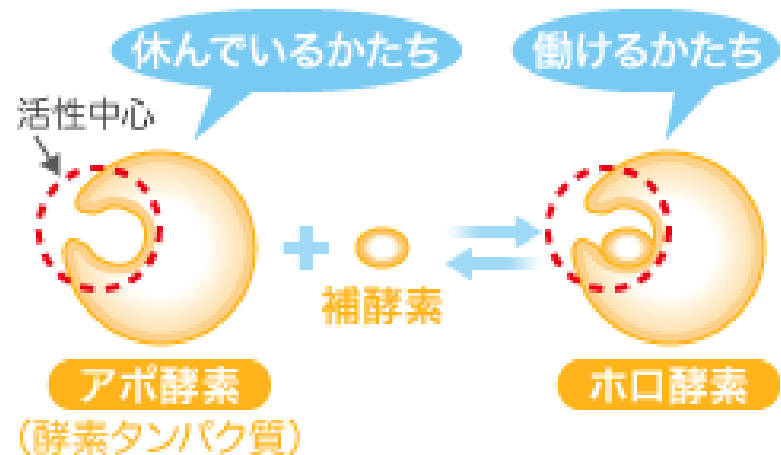 休んでいるかたち
働けるかたち
活性中心
補酵素
アポ酵素
ホロ酵素
（酵素タンパク質）